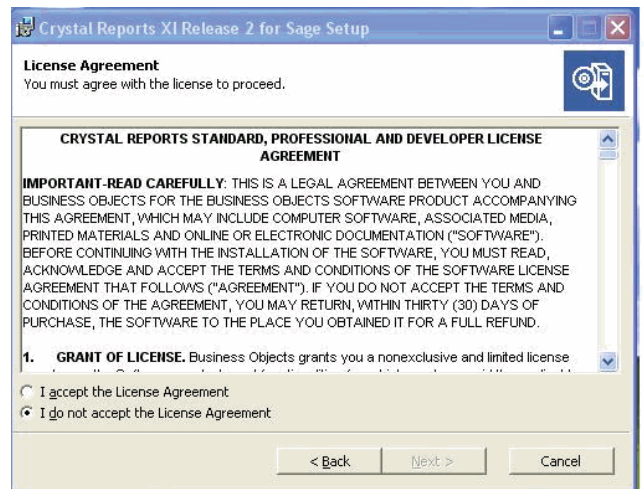 Crystal Reports XI Release 2 for Sage Setup
License Agreement
You must agree with the license to proceed.
CRYSTAL REPORTS STANDARD, PROFESSIONAL AND DEVELOPER LICENSE
AGREEMENT
IMPORTANT-READ CAREFULLY: THIS IS A LEGAL AGREEMENT BETWEEN YOU AND
BUSINESS OBJECTS FOR THE BUSINESS OBJECTS SOFTWARE PRODUCT ACCOMPANYING
THIS AGREEMENT, WHICH MAY INCLUDE COMPUTER SOFTWARE, ASSOCIATED MEDIA,
PRINTED MATERIALS AND ONLINE OR ELECTRONIC DOCUMENTATION ("SOFTWARE").
BEFORE CONTINUING WITH THE INSTALLATION OF THE SOFTWARE, YOU MUST READ,
ACKNOWLEDGE AND ACCEPT THE TERMS AND CONDITIONS OF THE SOFTWARE LICENSE
AGREEMENT THAT FOLLOWS ("AGREEMENT"). IF YOU DO NOT ACCEPT THE TERMS AND
CONDITIONS OF THE AGREEMENT, YOU MAY RETURN, WITHIN THIRTY (30) DAYS OF
PURCHASE, THE SOFTWARE TO THE PLACE YOU OBTAINED IT FOR A FULL REFUND.
1. GRANT OF LICENSE. Business Objects grants you a nonexclusive and limited license
I accept the License Agreement
I do not accept the License Agreement
< Back Next > Cancel